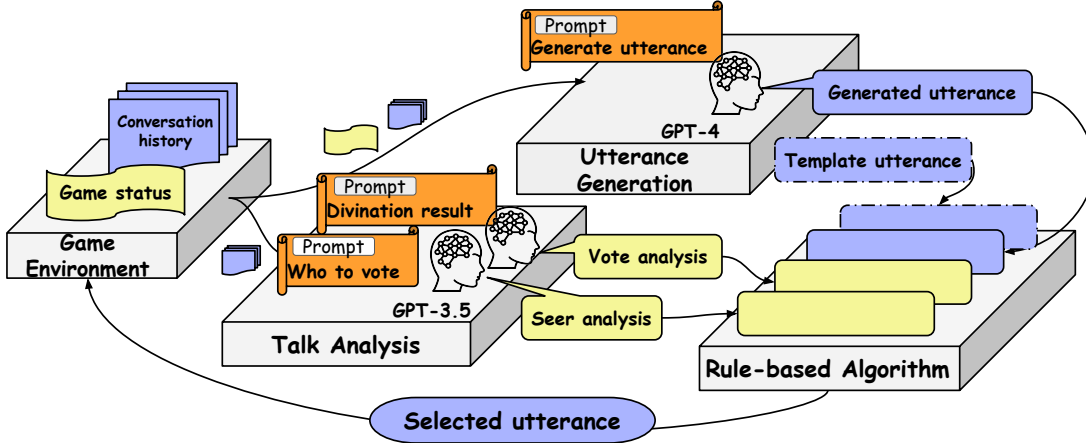 Prompt
Generate utterance
GPT-4
Utterance
Generation
Generated utterance
Template utterance
Conversation
history
Game status
Game
Environment
Prompt
Divination result
Prompt
Who to vote
GPT-3.5
Talk Analysis
Vote analysis
Seer analysis
Rule-based Algorithm
Selected utterance